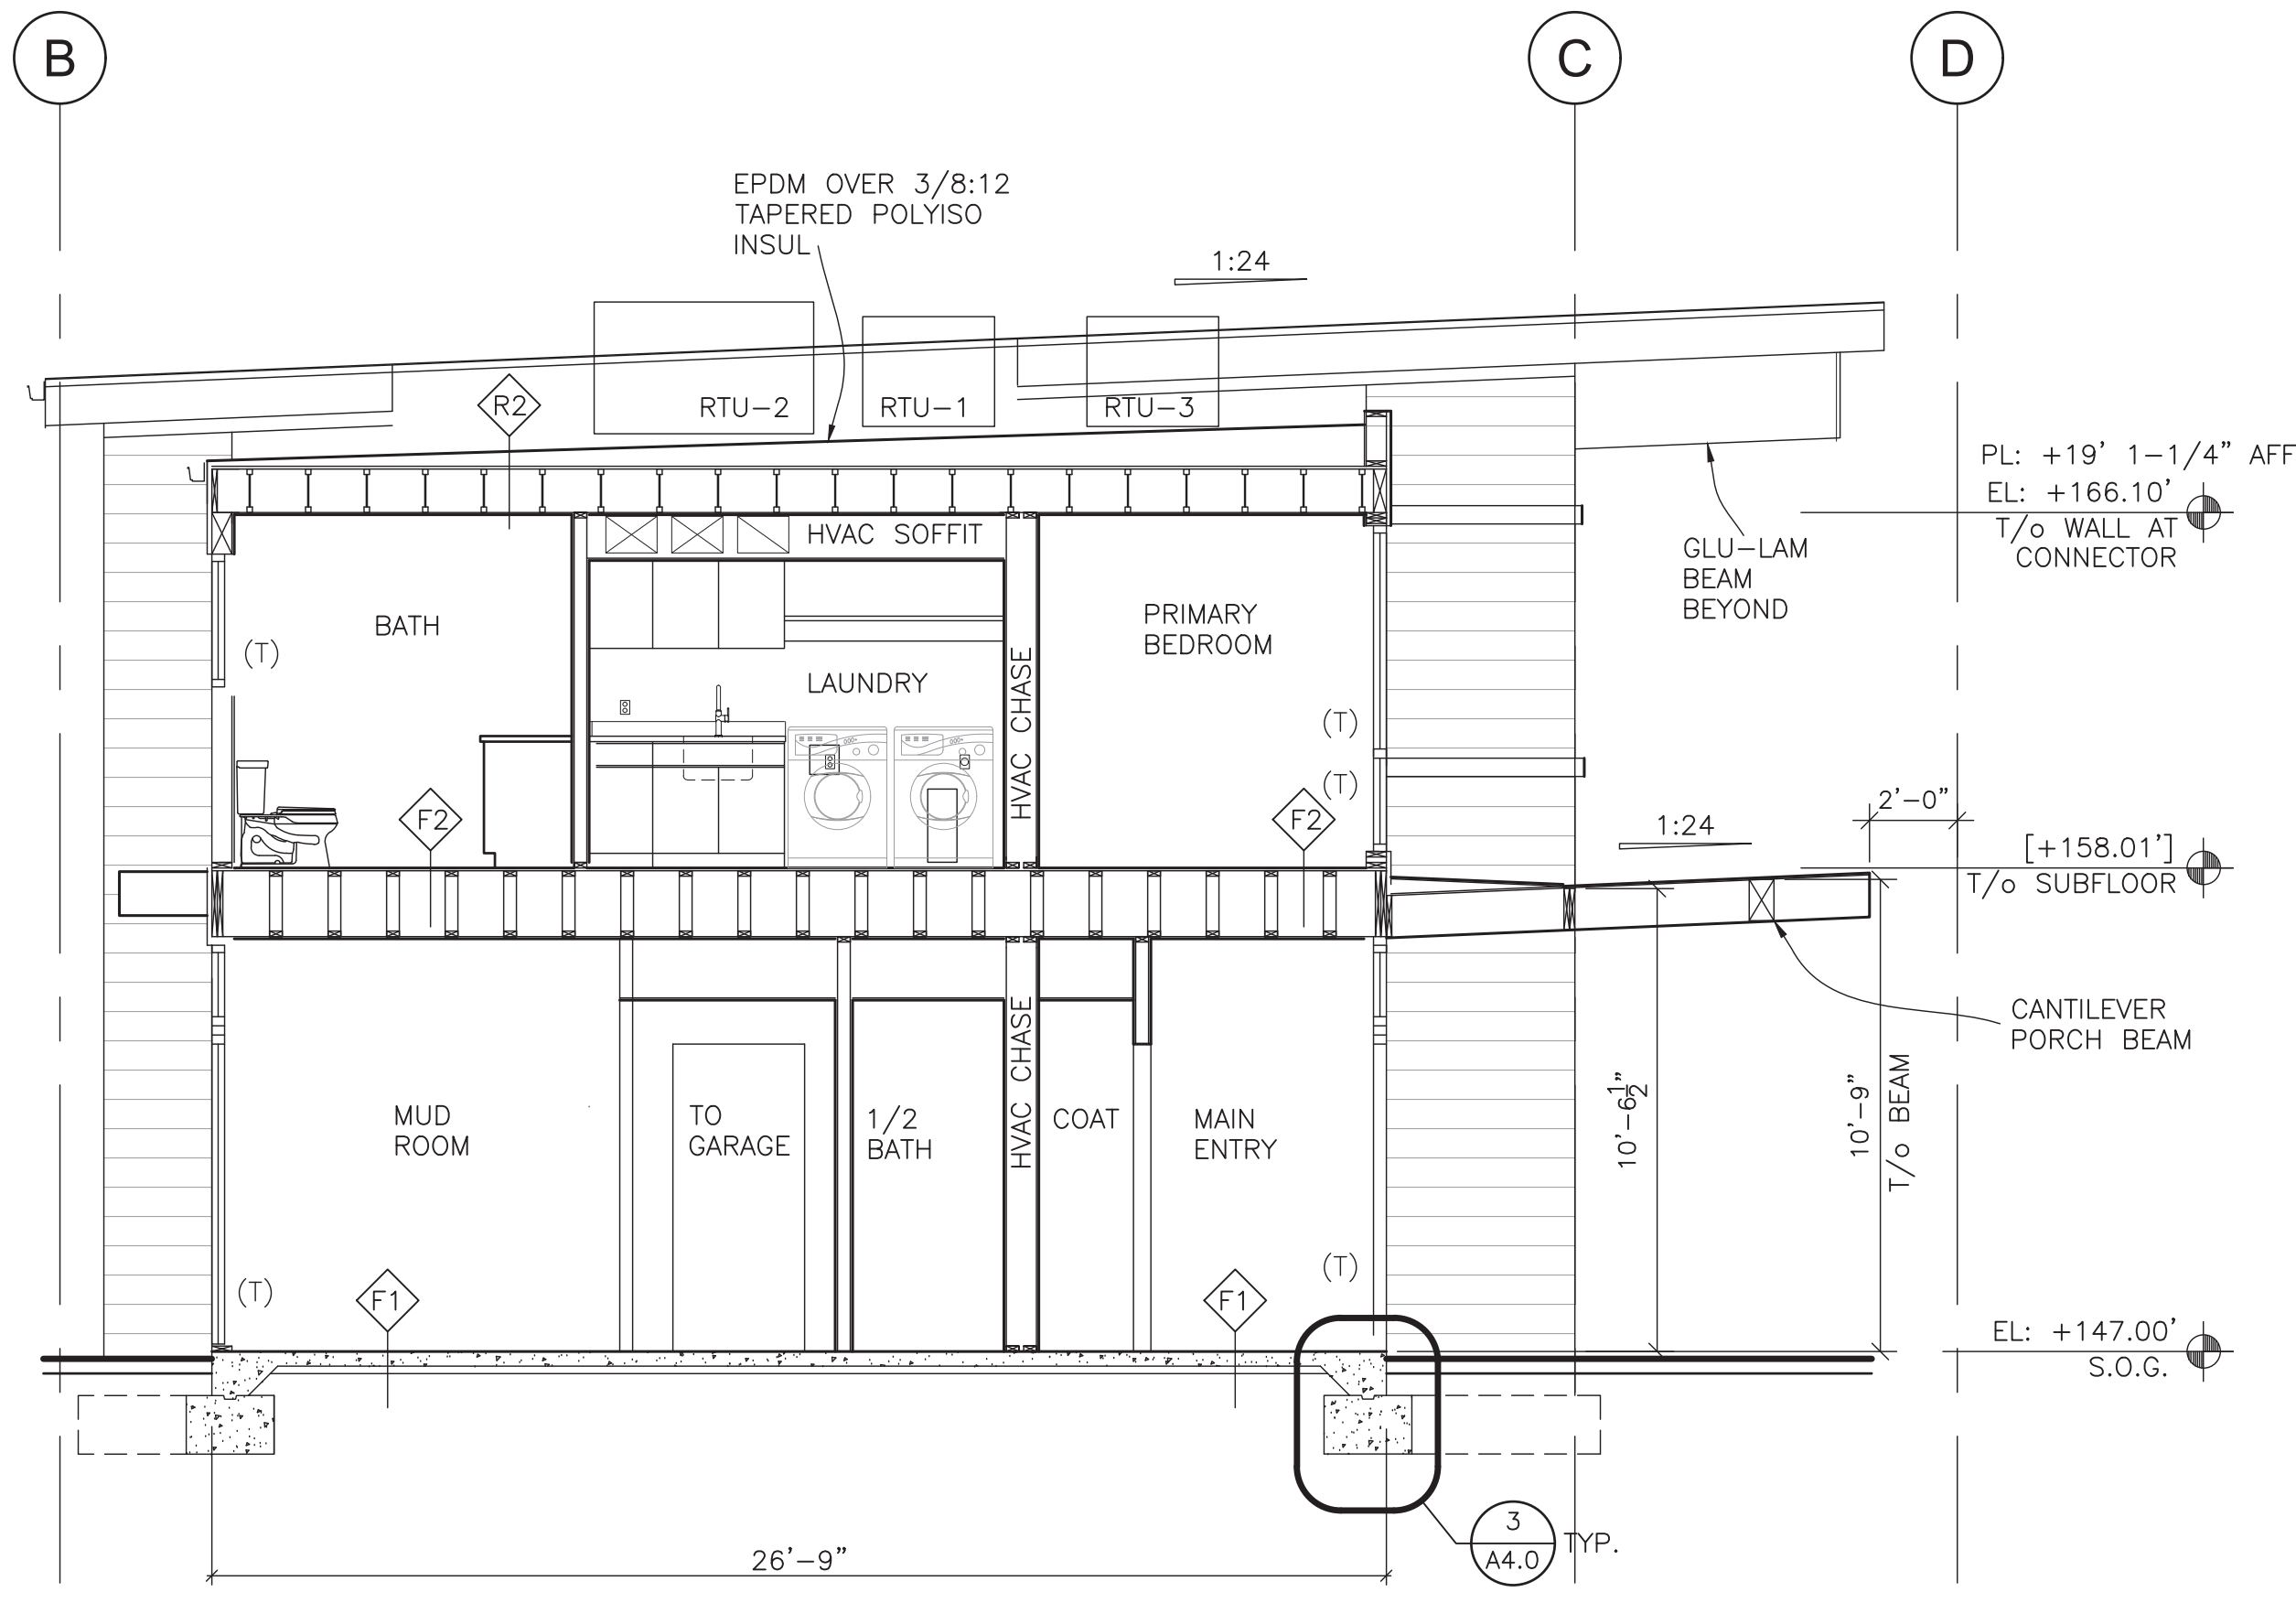 B
C
D
EPDM OVER 3/8:12
TAPERED POLYISO
INSUL
1:24
RTU-2
RTU-1
RTU-3
R2
PL: +19' 1-1/4" AFF
EL: +166.10'
T/o WALL AT
CONNECTOR
GLU-LAM
BEAM
BEYOND
HVAC SOFFIT
BATH
(T)
PRIMARY
BEDROOM
LAUNDRY
HVAC CHASE
(T)
(T)
F2
F2
2'-0"
1:24
[+158.01']
T/o SUBFLOOR
CANTILEVER
PORCH BEAM
10'-6 1/2"
10'-9"
T/o BEAM
MUD
ROOM
TO
GARAGE
1/2
BATH
HVAC CHASE
COAT
MAIN
ENTRY
(T)
(T)
F1
F1
EL: +147.00'
S.O.G.
3
A4.0
TYP.
26'-9"